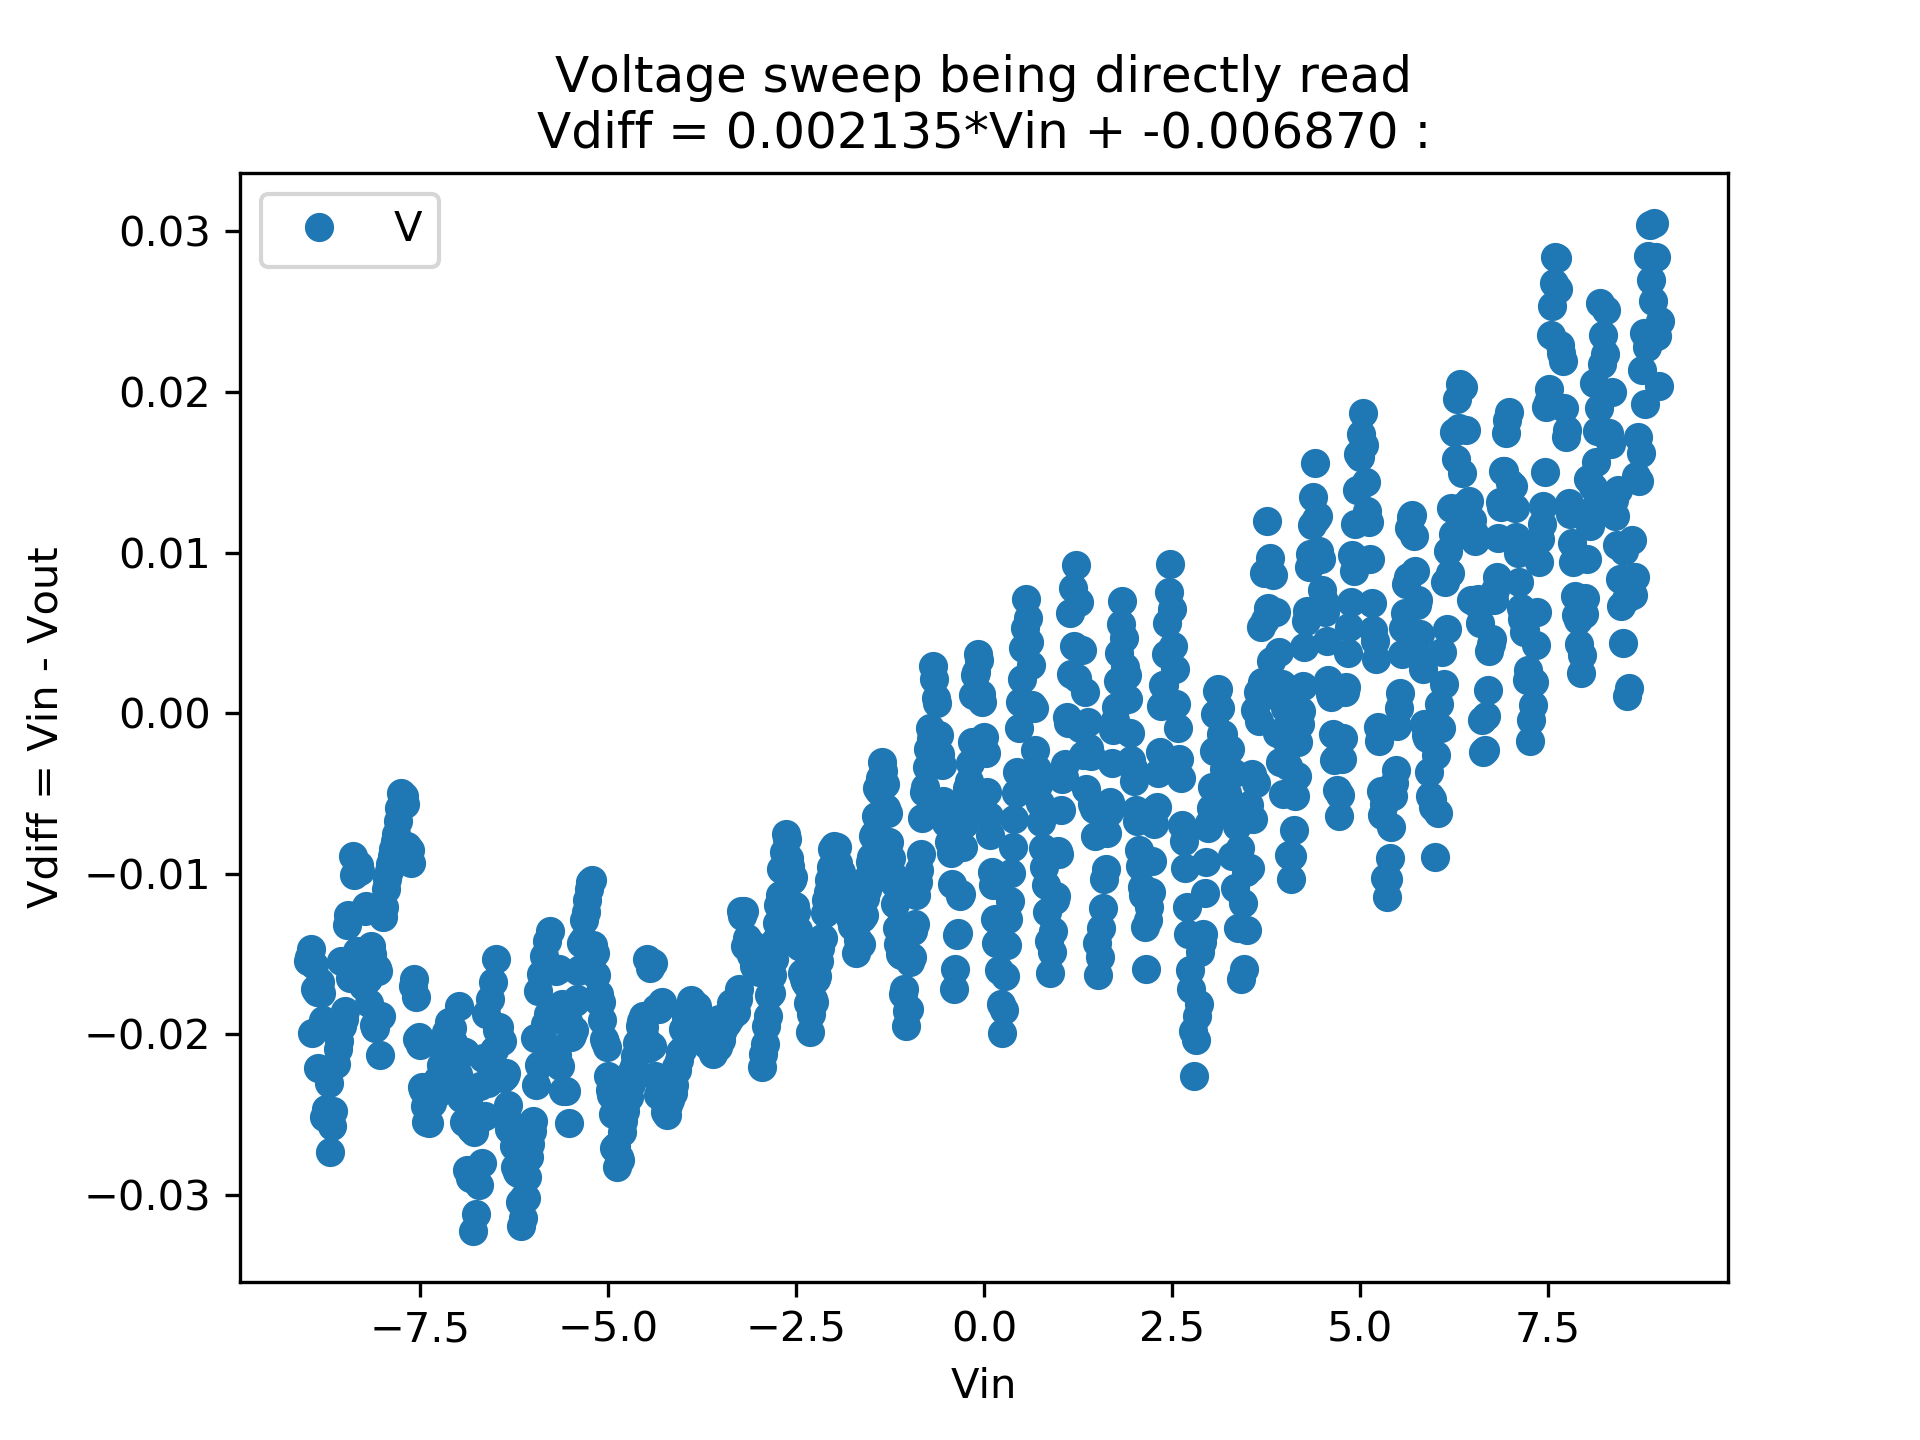 Voltage sweep being directly read
Vdiff = 0.002135*Vin + -0.006870 :
V
0.03
0.02
0.01
0.00
−0.01
−0.02
−0.03
Vdiff = Vin - Vout
−7.5 −5.0 −2.5 0.0 2.5 5.0 7.5
Vin